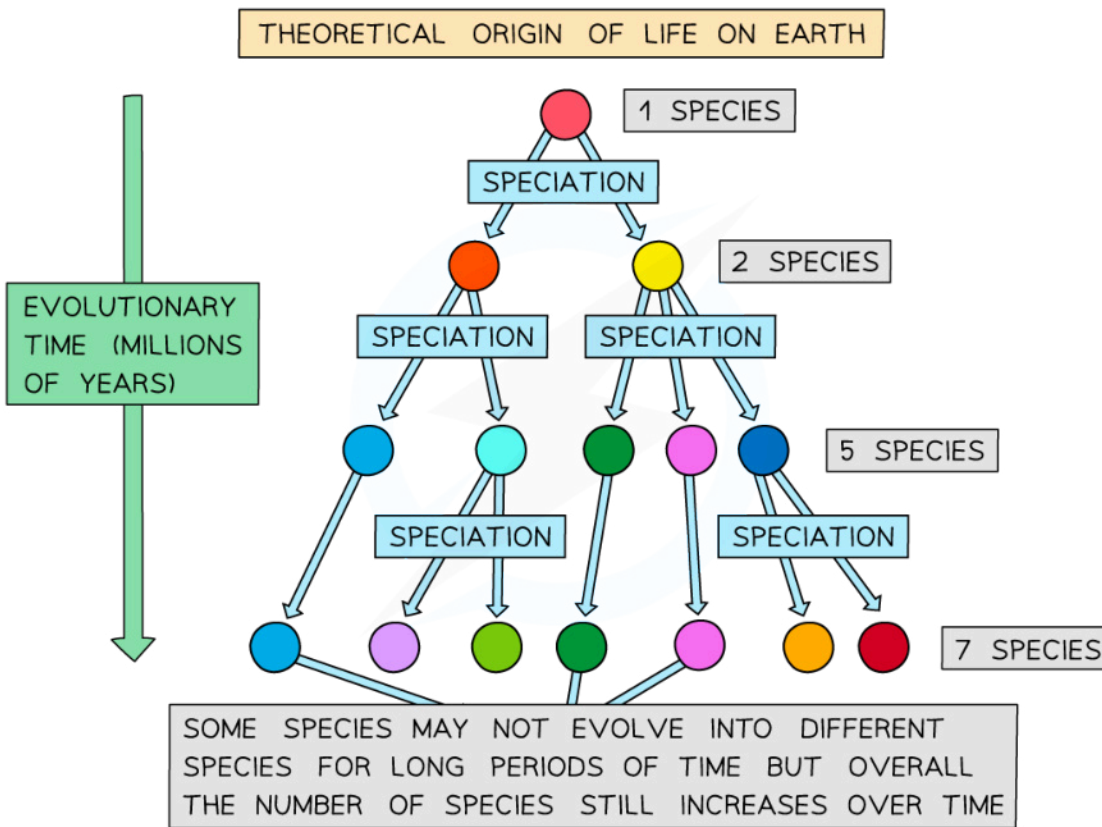 THEORETICAL ORIGIN OF LIFE ON EARTH
1 SPECIES
SPECIATION
2 SPECIES
EVOLUTIONARY
TIME (MILLIONS
OF YEARS)
SPECIATION
SPECIATION
5 SPECIES
SPECIATION
SPECIATION
7 SPECIES
SOME SPECIES MAY NOT EVOLVE INTO DIFFERENT
SPECIES FOR LONG PERIODS OF TIME BUT OVERALL
THE NUMBER OF SPECIES STILL INCREASES OVER TIME